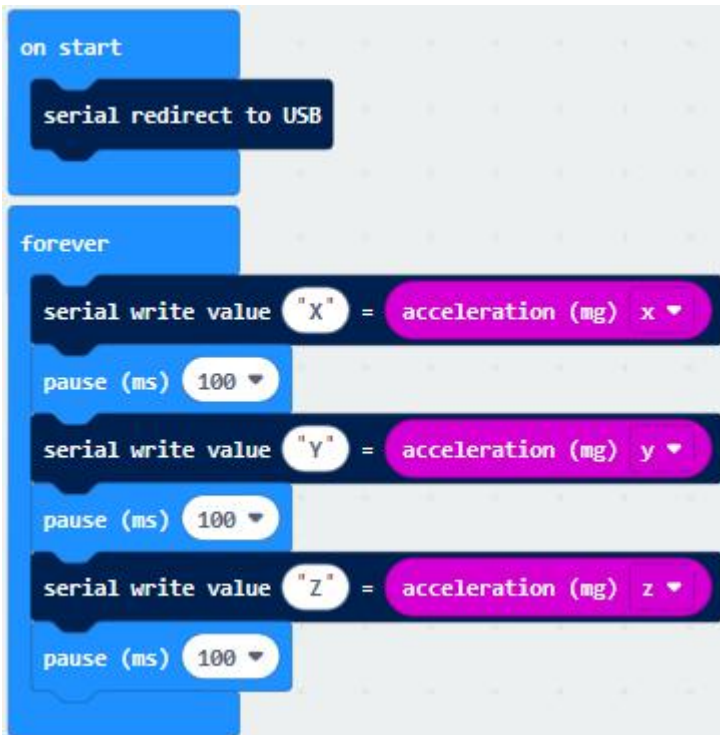 on start
serial redirect to USB
forever
serial write value "X" = acceleration (mg) x
pause (ms) 100
serial write value "Y" = acceleration (mg) y
pause (ms) 100
serial write value "Z" = acceleration (mg) z
pause (ms) 100